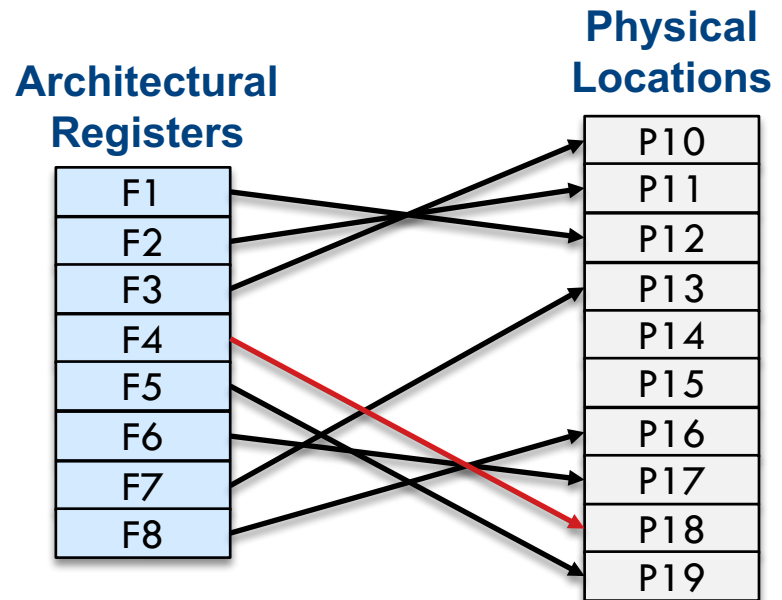 Architectural
Registers
F1
F2
F3
F4
F5
F6
F7
F8
Physical
Locations
P10
P11
P12
P13
P14
P15
P16
P17
P18
P19